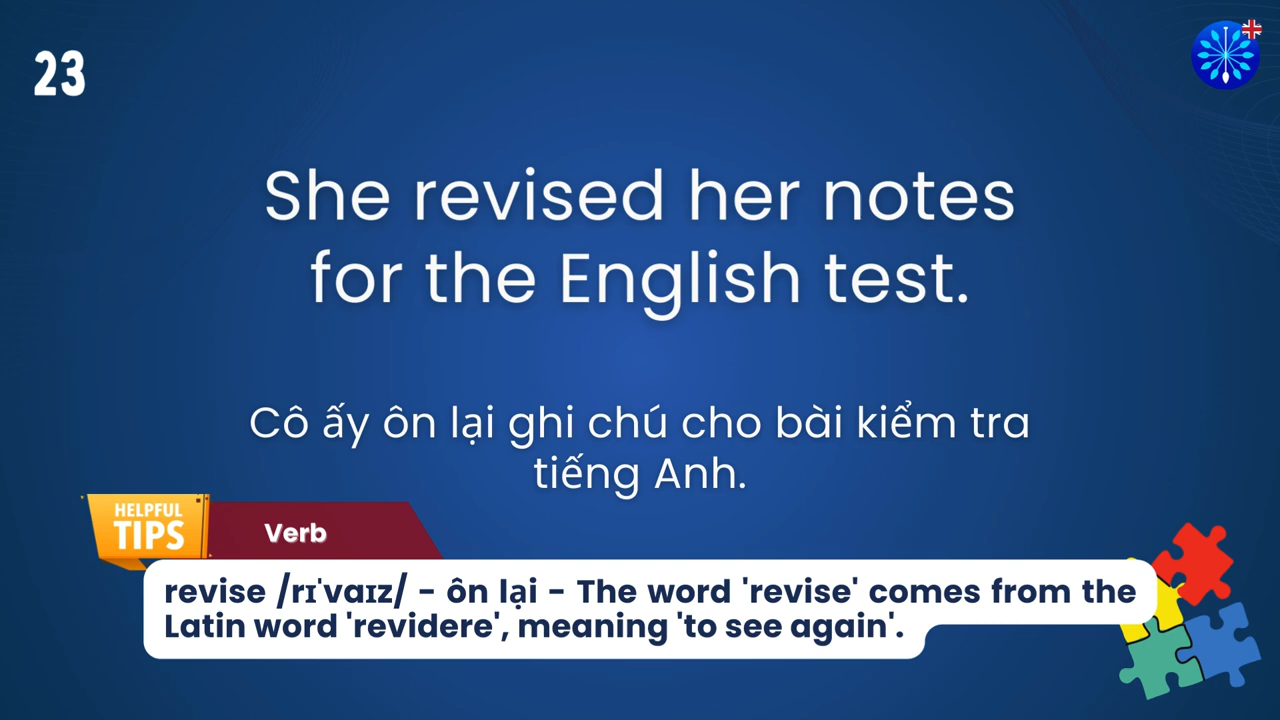 23
She revised her notes
for the English test.
Cô ấy ôn lại ghi chú cho bài kiểm tra
tiếng Anh.
HELPFUL
TIPS
Verb
revise /rɪˈvaɪz/ - ôn lại - The word 'revise' comes from the
Latin word 'revidere', meaning 'to see again'.